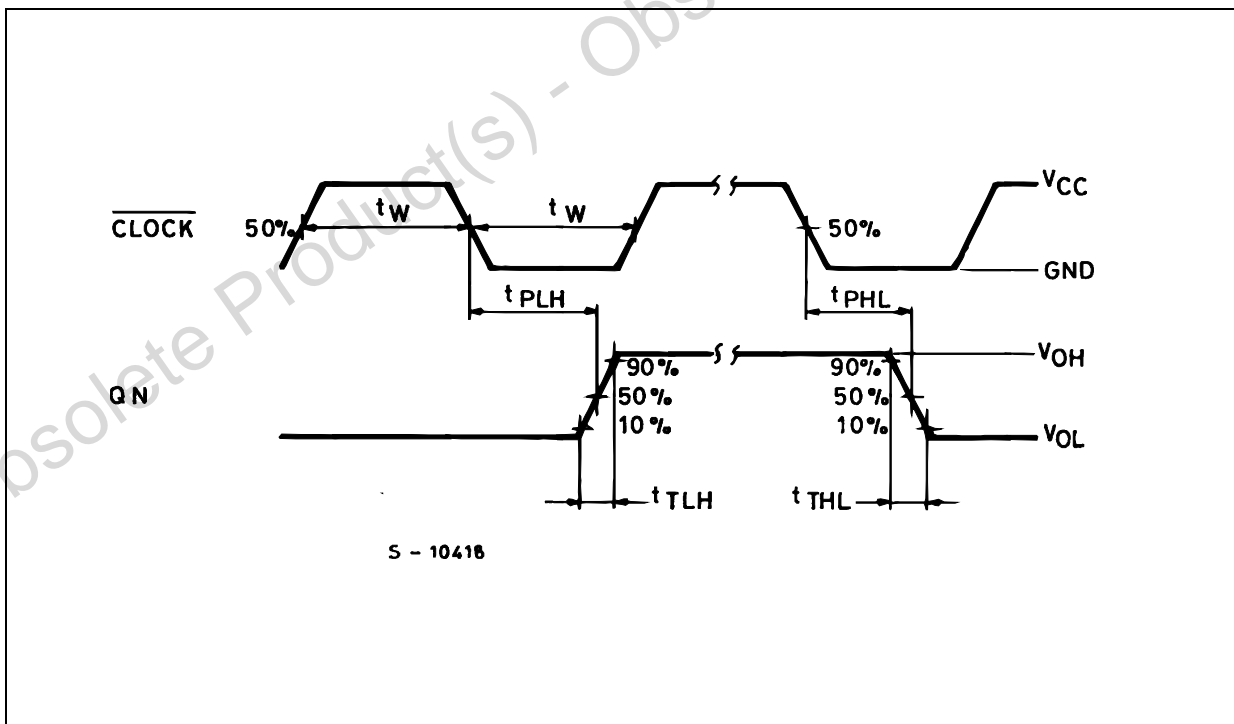 Obsolete Product(s) - Obs
tW
tW
VCC
CLOCK
50%
50%
GND
tPLH
tPHL
VOH
90%
90%
QN
50%
50%
10%
10%
VOL
tTLH
tTHL
S - 10418